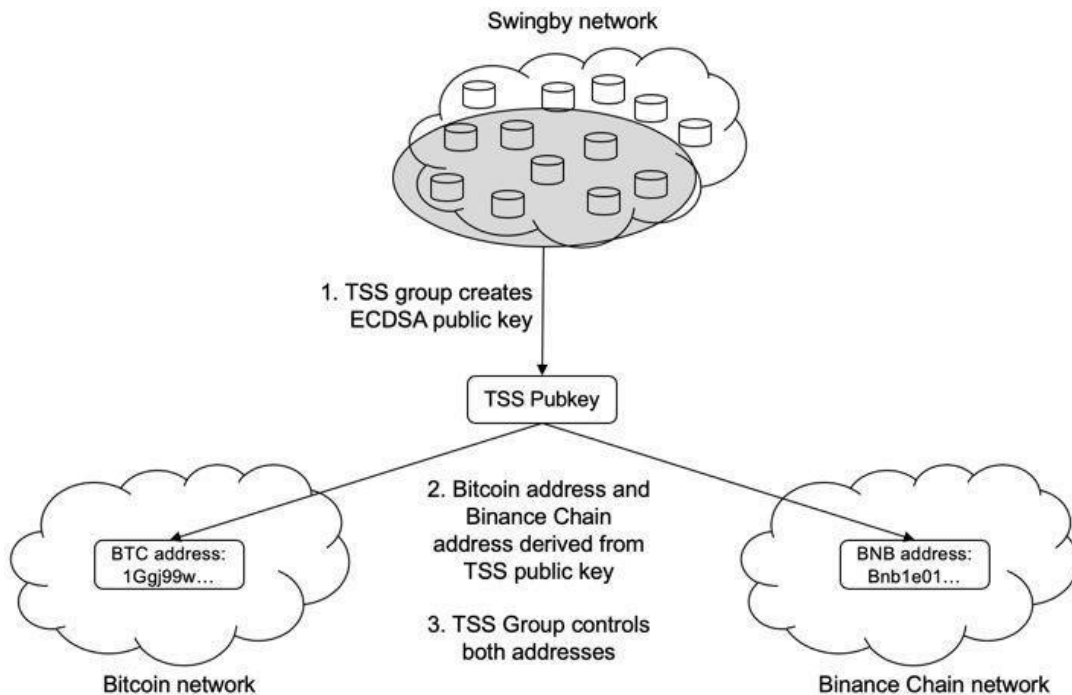 Swingby network
1. TSS group creates
ECDSA public key
TSS Pubkey
2. Bitcoin address and
Binance Chain
address derived from
TSS public key
BTC address:
1Ggj99w…
BNB address:
Bnb1e01…
3. TSS Group controls
both addresses
Bitcoin network
Binance Chain network